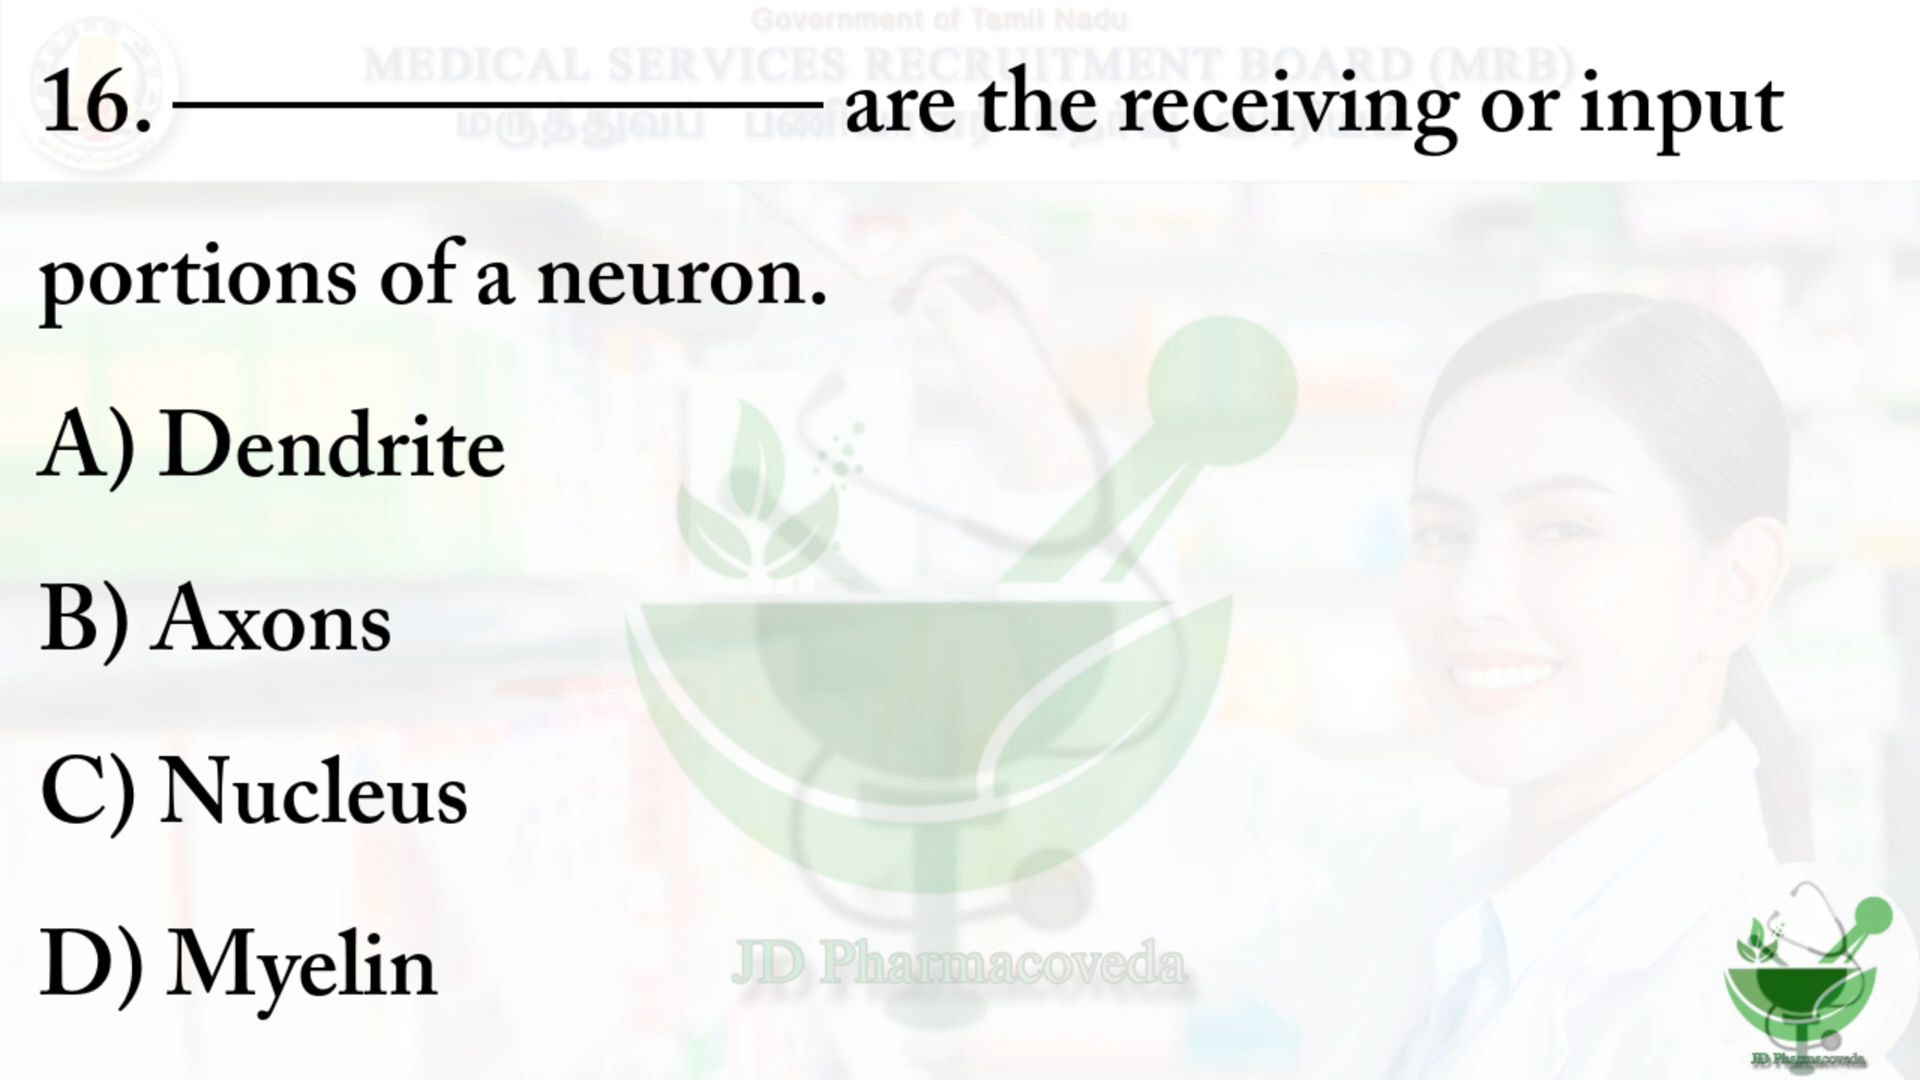 Government of Tamil Nadu
MEDICAL SERVICES RECRUITMENT BOARD (MRB)
16. ——————— are the receiving or input
portions of a neuron.
A) Dendrite
B) Axons
C) Nucleus
D) Myelin
JD Pharmacoveda
JD Pharmacoveda